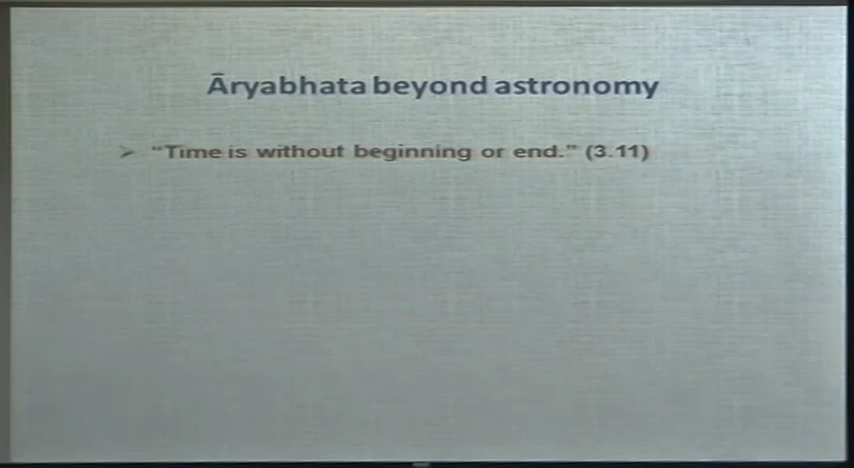 Āryabhata beyond astronomy
➢ “Time is without beginning or end.” (3.11)